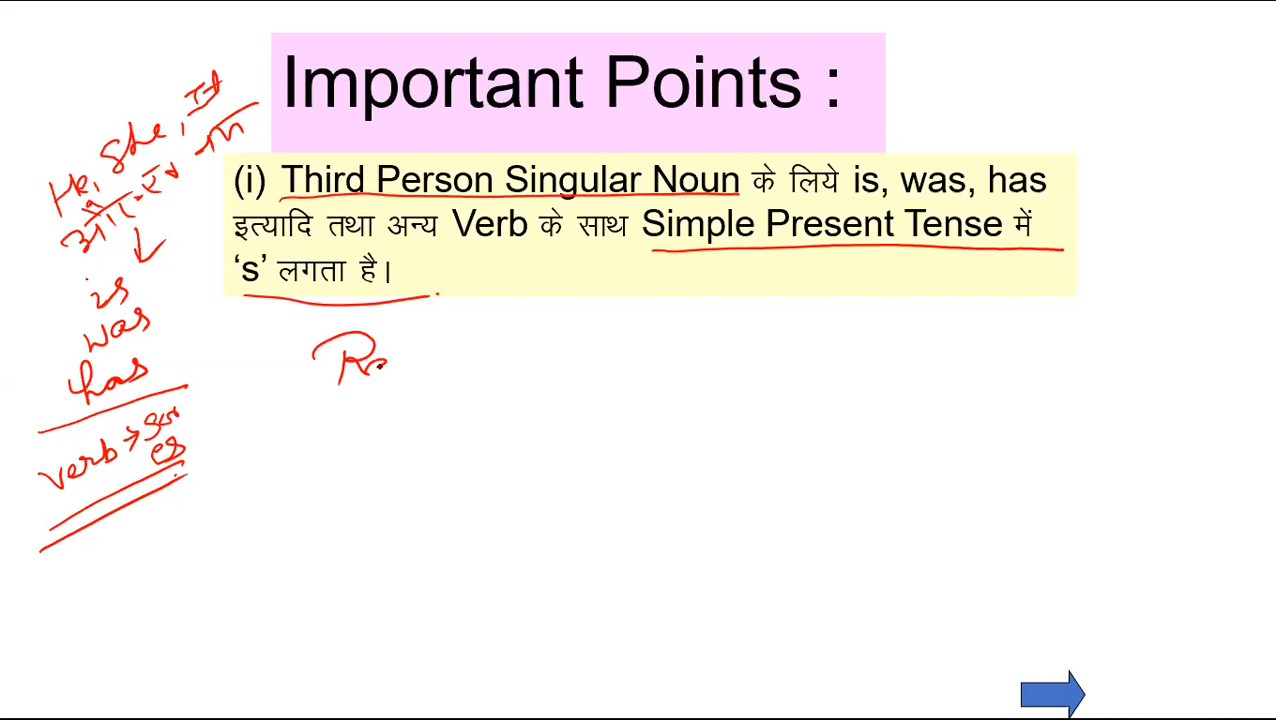 Important Points :
(i) Third Person Singular Noun के लिये is, was, has
इत्यादि तथा अन्य Verb के साथ Simple Present Tense में
‘s’ लगता है।
He, She, It
is
was
has
verb → s or
es